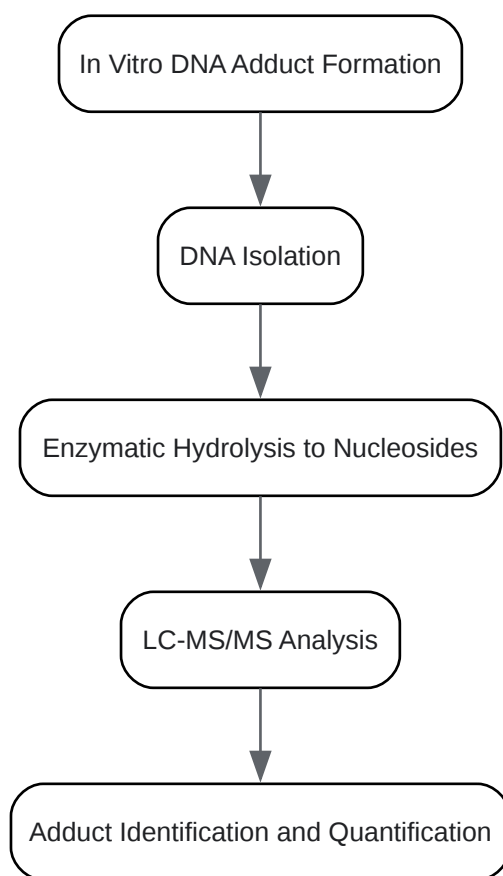 In Vitro DNA Adduct Formation
DNA Isolation
Enzymatic Hydrolysis to Nucleosides
LC-MS/MS Analysis
Adduct Identification and Quantification